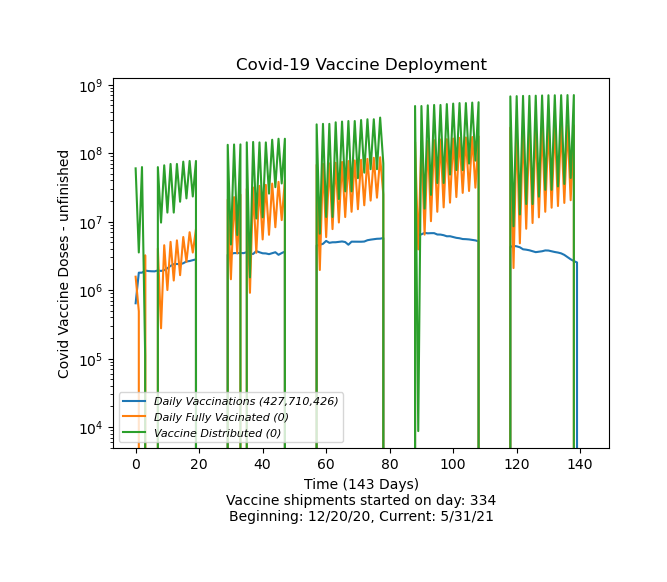 Covid-19 Vaccine Deployment
Covid Vaccine Doses - unfinished
10⁹
10⁸
10⁷
10⁶
10⁵
10⁴
Daily Vaccinations (427,710,426)
Daily Fully Vacinated (0)
Vaccine Distributed (0)
0 20 40 60 80 100 120 140
Time (143 Days)
Vaccine shipments started on day: 334
Beginning: 12/20/20, Current: 5/31/21